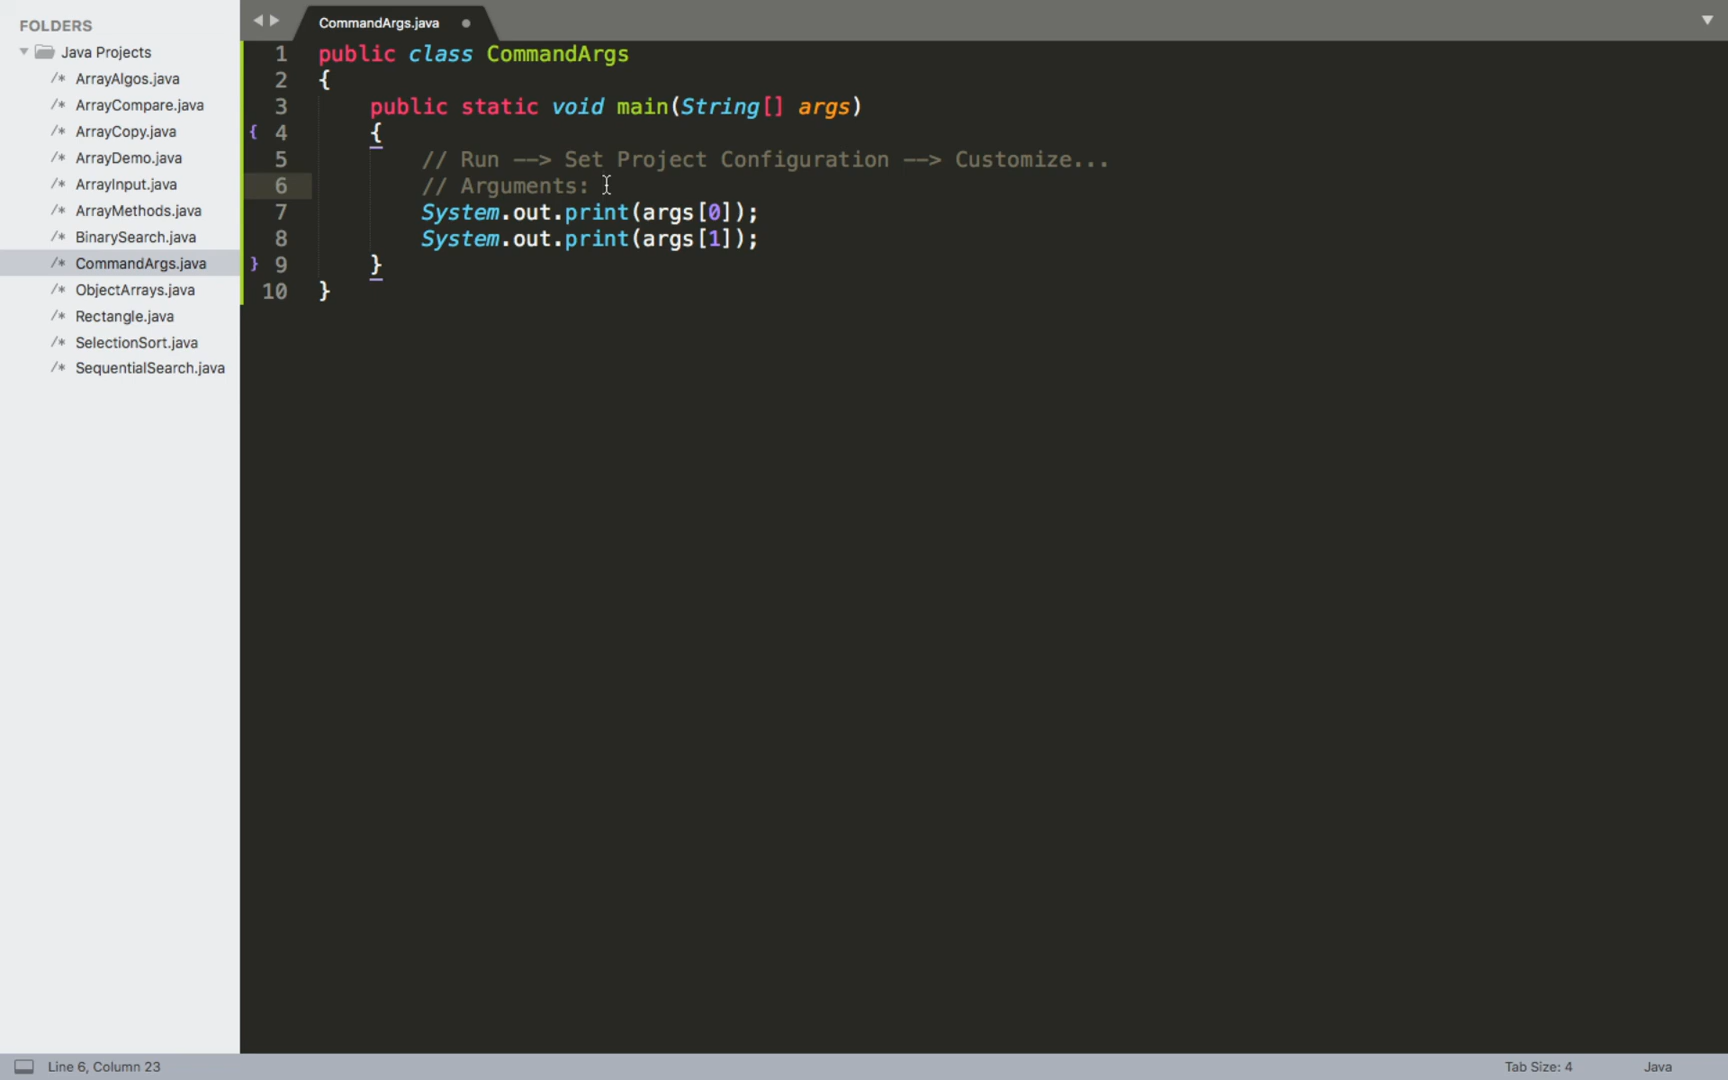 FOLDERS
Java Projects
/* ArrayAlgos.java
/* ArrayCompare.java
/* ArrayCopy.java
/* ArrayDemo.java
/* ArrayInput.java
/* ArrayMethods.java
/* BinarySearch.java
/* CommandArgs.java
/* ObjectArrays.java
/* Rectangle.java
/* SelectionSort.java
/* SequentialSearch.java
CommandArgs.java
1 public class CommandArgs
2 {
3 public static void main(String[] args)
{ 4 {
5 // Run --> Set Project Configuration --> Customize...
6 // Arguments:
7 System.out.print(args[0]);
8 System.out.print(args[1]);
} 9 }
10 }
Line 6, Column 23
Tab Size: 4
Java